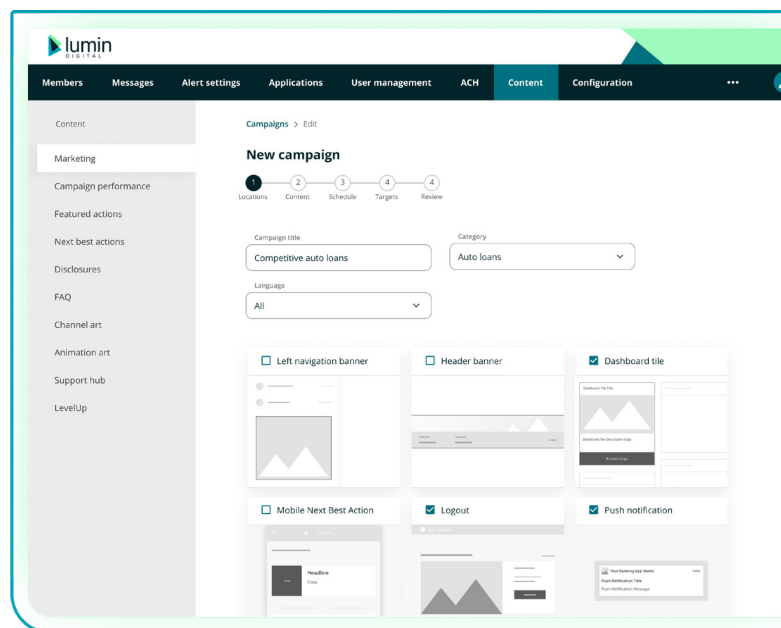 lumin
DIGITAL
Members Messages Alert settings Applications User management ACH Content Configuration ...
Content
Marketing
Campaign performance
Featured actions
Next best actions
Disclosures
FAQ
Channel art
Animation art
Support hub
LevelUp
Campaigns > Edit
New campaign
1 2 3 4 4
Locations Content Schedule Targets Review
Campaign title
Competitive auto loans
Category
Auto loans
Language
All
Left navigation banner
Header banner
Dashboard tile
Dashboard Tile Title
Dashboard Tile Description Copy
Button Copy
Mobile Next Best Action
Headline
Logout
Push notification
Your Banking App Name
Push Notification Title
Push Notification Message